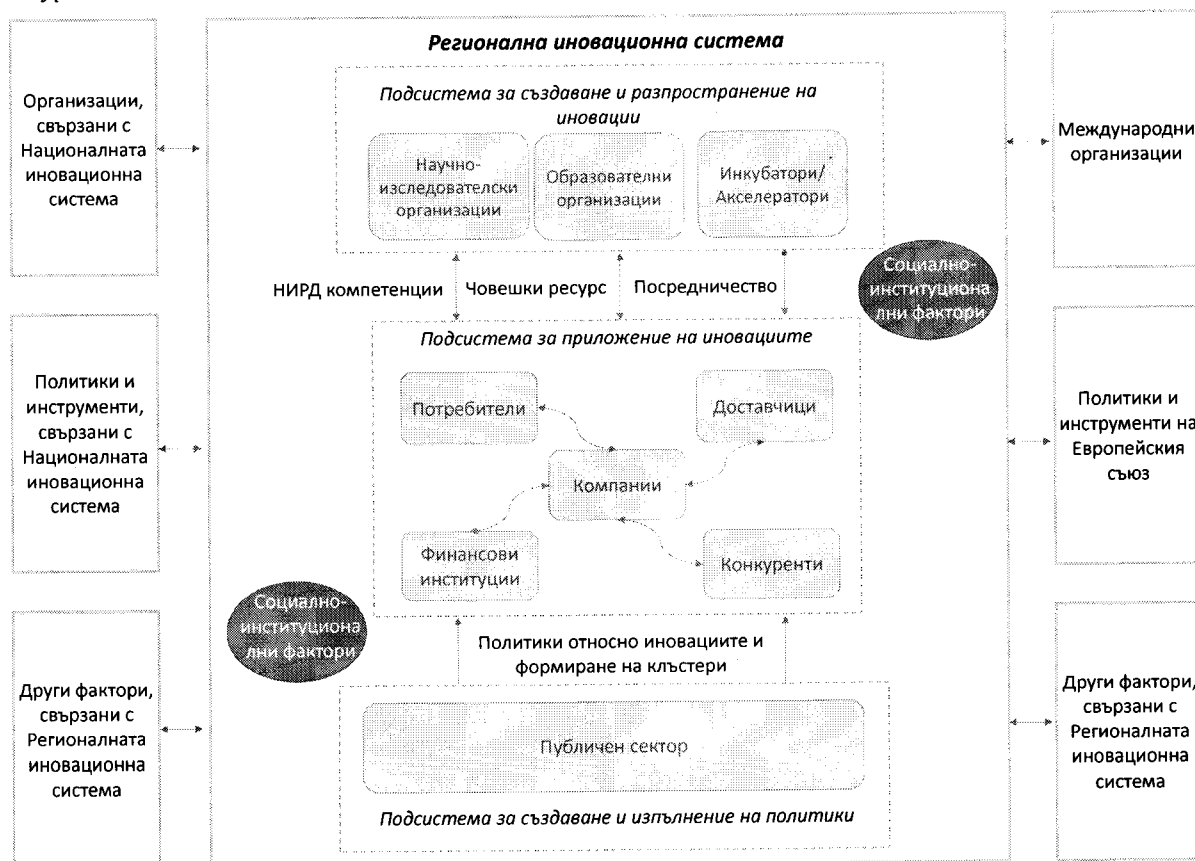 Регионална иновационна система
Организации,
свързани с
Националната
иновационна
система
Политики и
инструменти,
свързани с
Националната
иновационна
система
Други фактори,
свързани с
Регионалната
иновационна
система
Подсистема за създаване и разпространение на
иновации
Научно-
изследователски
организации
Образователни
организации
Инкубатори/
Акселератори
НИРД компетенции
Човешки ресурс
Посредничество
Социално-
институциона
лни фактори
Подсистема за приложение на иновациите
Потребители
Доставчици
Компании
Финансови
институции
Конкуренти
Социално-
институциона
лни фактори
Политики относно иновациите и
формиране на клъстери
Публичен сектор
Подсистема за създаване и изпълнение на политики
Международни
организации
Политики и
инструменти на
Европейския
съюз
Други фактори,
свързани с
Регионалната
иновационна
система